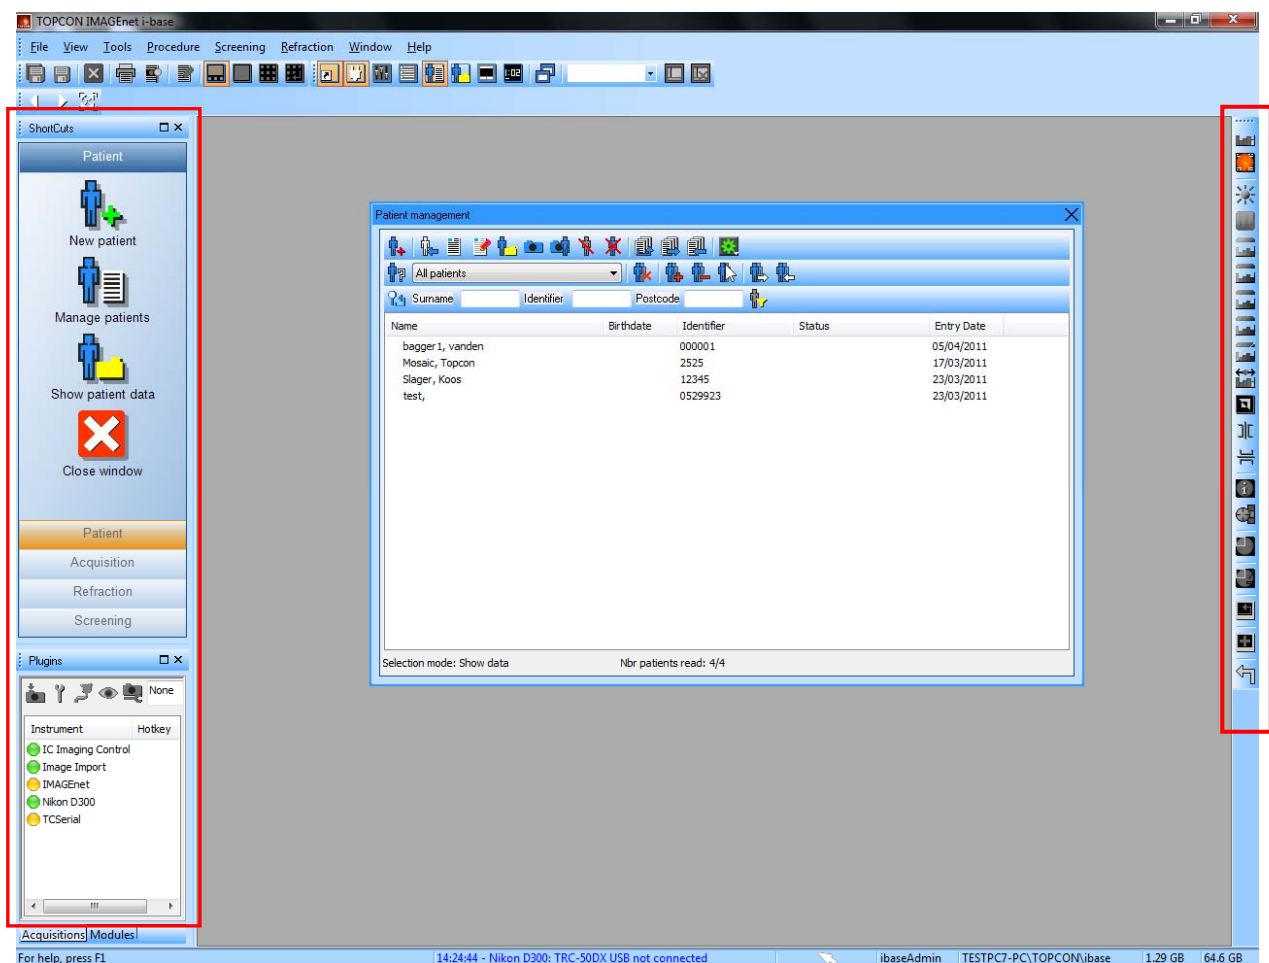 TOPCON IMAGEnet i-base
File View Tools Procedure Screening Refraction Window Help
1:02
ShortCuts
Patient
New patient
Manage patients
Show patient data
Close window
Patient
Acquisition
Refraction
Screening
Plugins
None
Instrument Hotkey
IC Imaging Control
Image Import
IMAGEnet
Nikon D300
TCSerial
Acquisitions Modules
Patient management
All patients
Surname Identifier Postcode
Name Birthdate Identifier Status Entry Date
bagger1, vanden 000001 05/04/2011
Mosaic, Topcon 2525 17/03/2011
Slager, Koos 12345 23/03/2011
test, 0529923 23/03/2011
Selection mode: Show data Nbr patients read: 4/4
For help, press F1 14:24:44 - Nikon D300: TRC-50DX USB not connected ibaseAdmin TESTPC7-PC\TOPCON\ibase 1.29 GB 64.6 GB